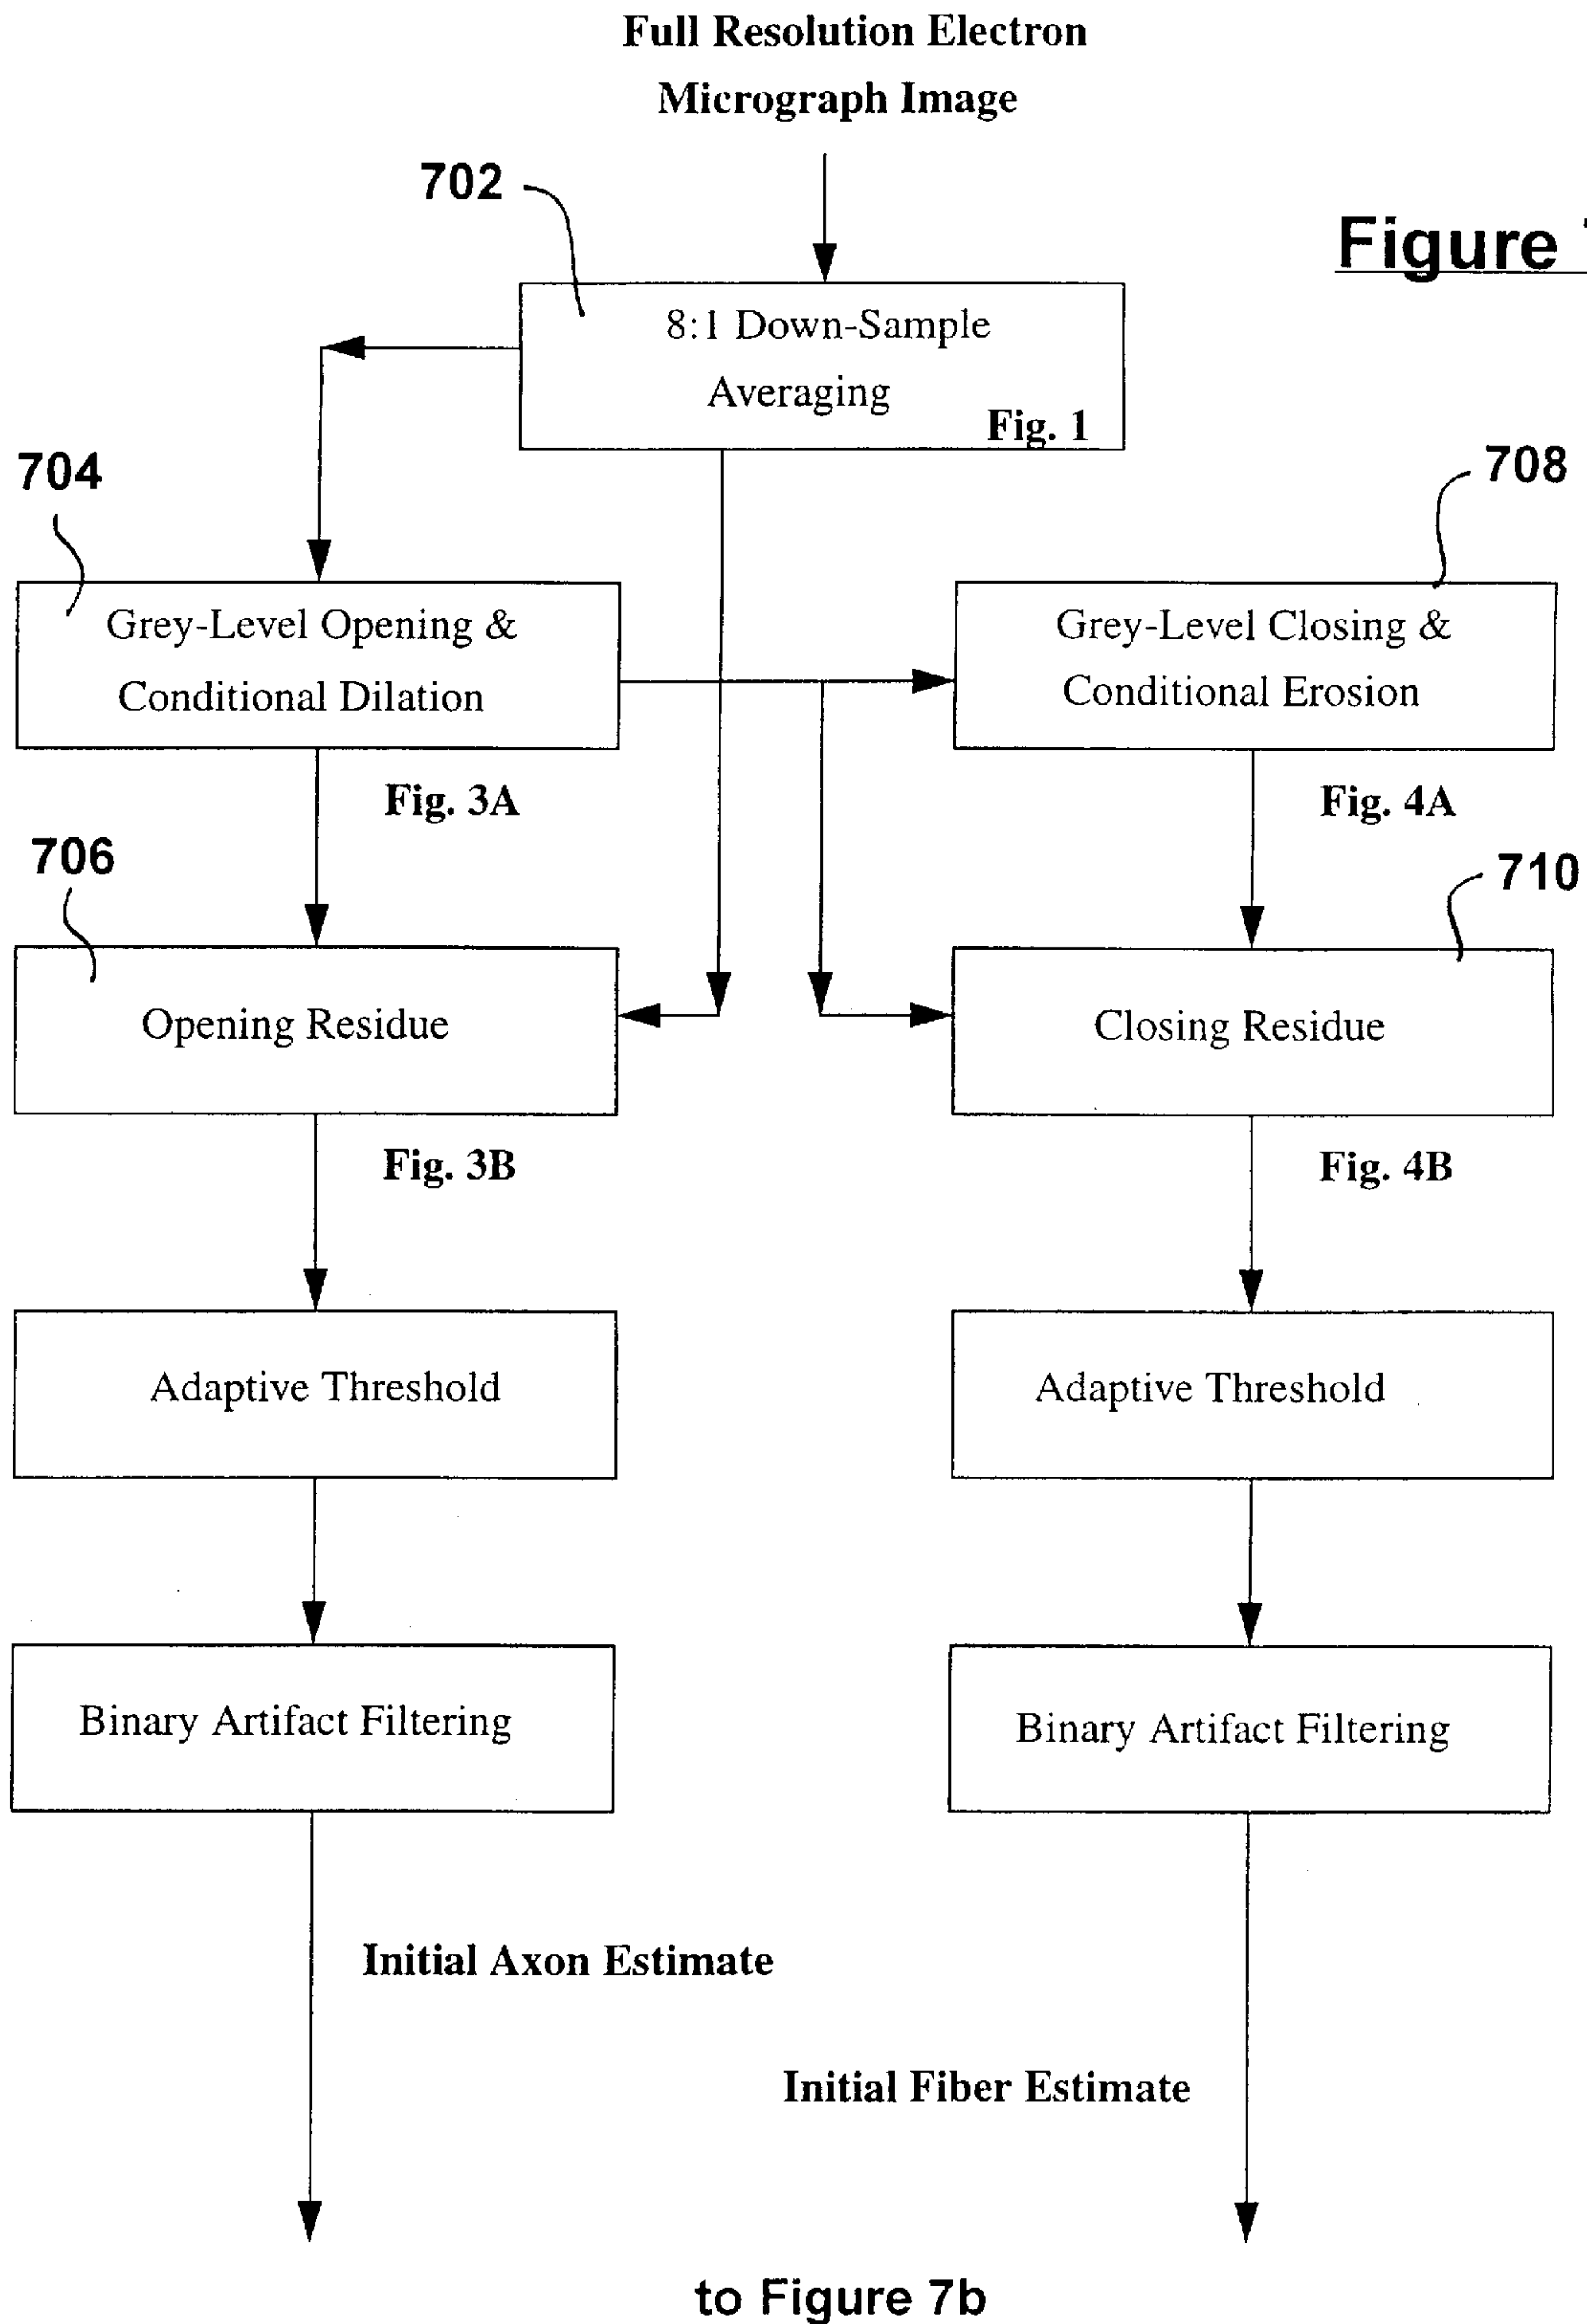 Full Resolution Electron
Micrograph Image
702
Figure
8:1 Down-Sample
Averaging
Fig. 1
704
708
Grey-Level Opening &
Conditional Dilation
Grey-Level Closing &
Conditional Erosion
Fig. 3A
Fig. 4A
706
710
Opening Residue
Closing Residue
Fig. 3B
Fig. 4B
Adaptive Threshold
Adaptive Threshold
Binary Artifact Filtering
Binary Artifact Filtering
Initial Axon Estimate
Initial Fiber Estimate
to Figure 7b